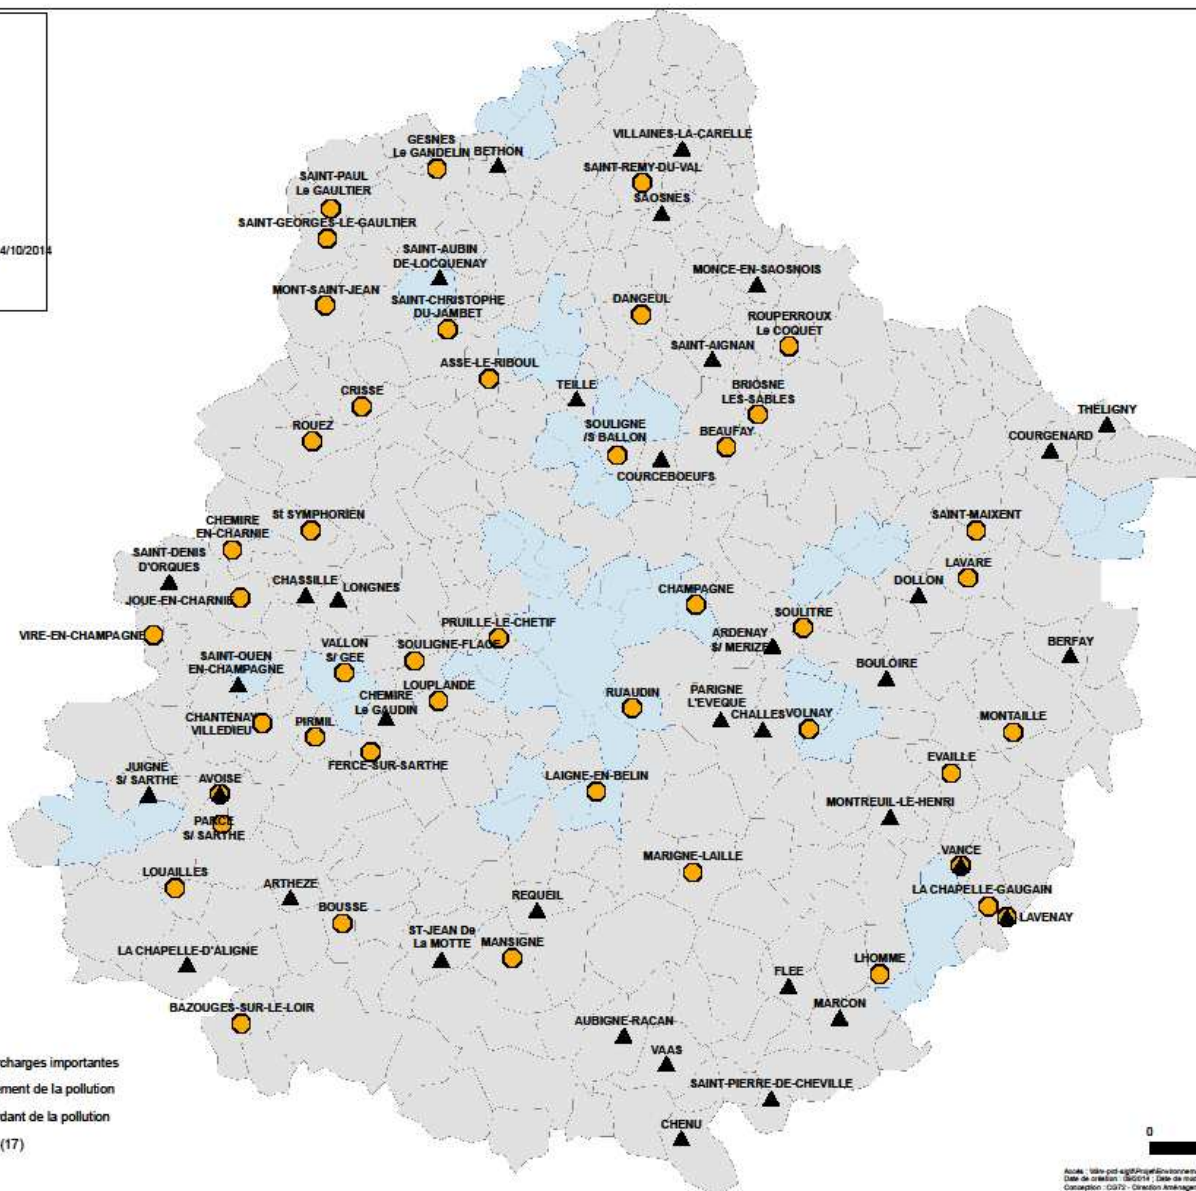 4/10/2014
VILLAINES-LA-CARELLE
GESNES
Le GANDELIN
BETHON
SAINT-REMY-DU-VAL
SAINT-PAUL
Le GAULTIER
SAOSNES
SAINT-GEORGES-LE-GAULTIER
SAINT-AUBIN
DE-LOCQUENAY
MONCE-EN-SAOSNOIS
MONT-SAINT-JEAN
SAINT-CHRISTOPHE
DU-JAMBET
DANGEUL
ROUPERROUX
Le COQUET
SAINT-AIGNAN
ASSE-LE-RIBOUL
TEILLE
BRIOSNE
LES-SABLES
CRISSE
THELIGNY
ROUEZ
SOULIGNE
/S BALLON
BEAUFAY
COURGENARD
COURCEBOEUFS
St SYMPHORIEN
SAINT-MAIXENT
CHEMIRE
EN-CHARNIE
SAINT-DENIS
D'ORQUES
LAVARE
CHASSILLE
LONGNES
DOLLON
JOUE-EN-CHARNIE
CHAMPAGNE
SOULITRE
PRUILLE-LE-CHETIF
VIRE-EN-CHAMPAGNE
ARDENAY
S/ MERIZE
BERFAY
VALLON
S/ GEE
SOULIGNE-FLACE
SAINT-OUEN
EN-CHAMPAGNE
BOULOIRE
LOUPLANDE
CHEMIRE
Le GAUDIN
RUAUDIN
PARIGNE
L'EVEQUE
CHANTENAY
VILLEDIEU
PIRMIL
CHALLES
VOLNAY
MONTAILLE
FERCE-SUR-SARTHE
EVAILLE
JUIGNE
S/ SARTHE
AVOISE
LAIGNE-EN-BELIN
MONTREUIL-LE-HENRI
PARCE
S/ SARTHE
VANCE
MARIGNE-LAILLE
LOUAILLES
LA CHAPELLE-GAUGAIN
ARTHEZE
REQUEIL
BOUSSE
LAVENAY
ST-JEAN De
La MOTTE
MANSIGNE
LA CHAPELLE-D'ALIGNE
LHOMME
FLEE
MARCON
BAZOUGES-SUR-LE-LOIR
AUBIGNE-RACAN
VAAS
SAINT-PIERRE-DE-CHEVILLE
CHENU
charges importantes
ement de la pollution
rdant de la pollution
(17)
0
Date de création :
Conception : CG72 - Direction Aménage